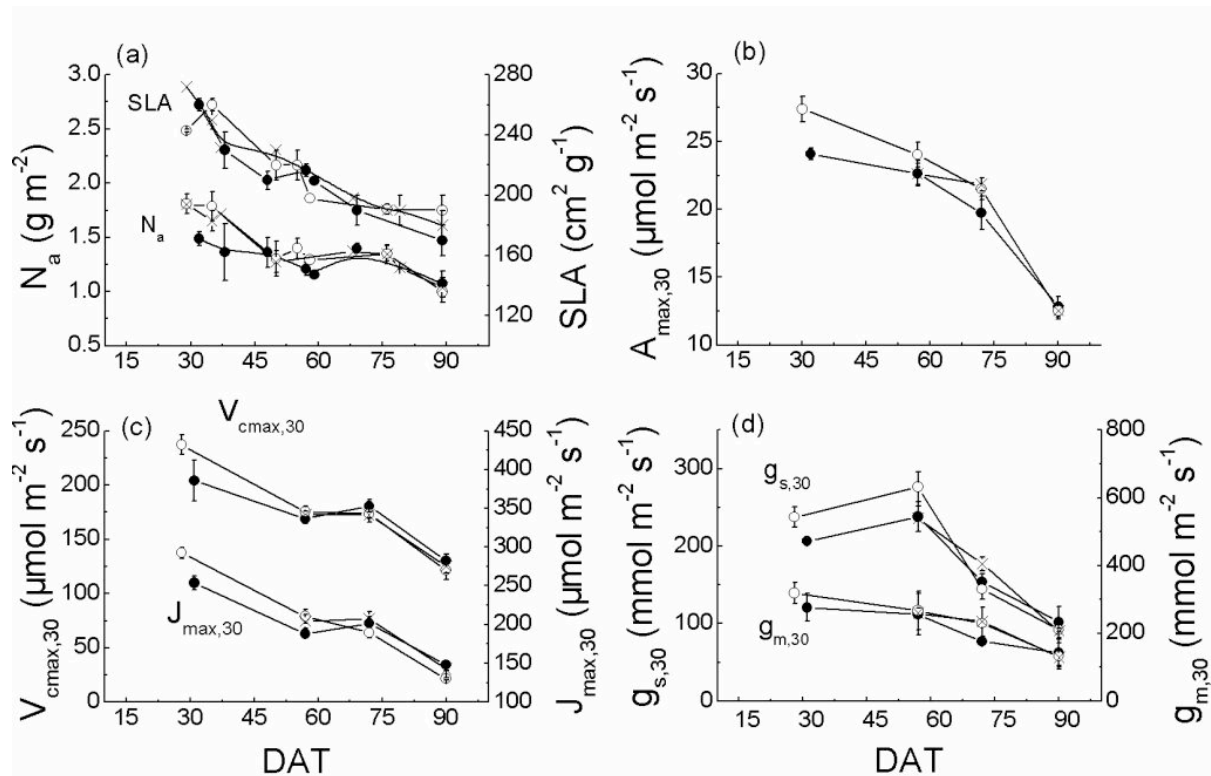 (a)
3.0
2.5
2.0
1.5
1.0
0.5
N_a (g m⁻²)
SLA
N_a
280
240
200
160
120
SLA (cm² g⁻¹)
15 30 45 60 75 90
(b)
30
25
20
15
10
A_max,30 (µmol m⁻² s⁻¹)
15 30 45 60 75 90
(c)
250
200
150
100
50
0
V_cmax,30 (µmol m⁻² s⁻¹)
V_cmax,30
J_max,30
450
400
350
300
250
200
150
100
J_max,30 (µmol m⁻² s⁻¹)
15 30 45 60 75 90
DAT
(d)
300
200
100
0
g_s,30 (mmol m⁻² s⁻¹)
g_s,30
g_m,30
800
600
400
200
0
g_m,30 (mmol m⁻² s⁻¹)
15 30 45 60 75 90
DAT